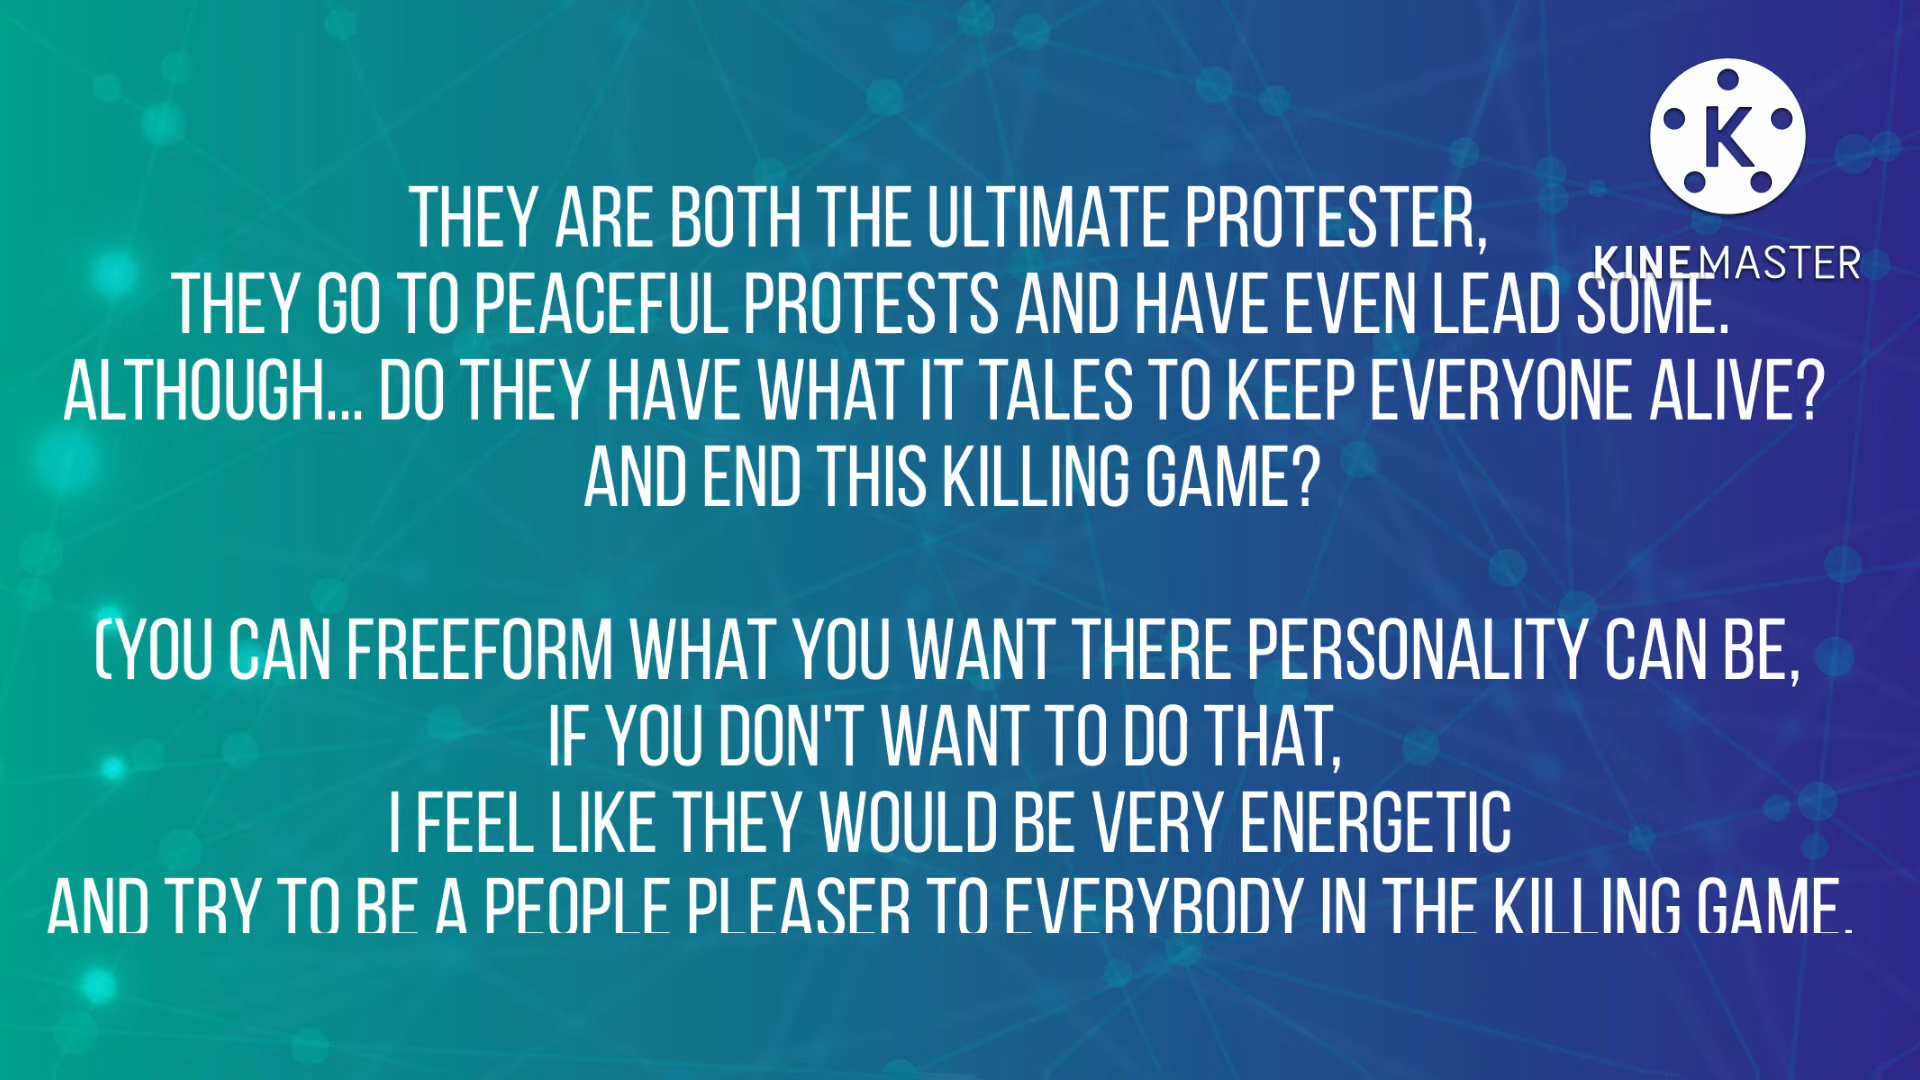 THEY ARE BOTH THE ULTIMATE PROTESTER,
THEY GO TO PEACEFUL PROTESTS AND HAVE EVEN LEAD SOME.
ALTHOUGH... DO THEY HAVE WHAT IT TALES TO KEEP EVERYONE ALIVE?
AND END THIS KILLING GAME?
(YOU CAN FREEFORM WHAT YOU WANT THERE PERSONALITY CAN BE,
IF YOU DON'T WANT TO DO THAT,
I FEEL LIKE THEY WOULD BE VERY ENERGETIC
AND TRY TO BE A PEOPLE PLEASER TO EVERYBODY IN THE KILLING GAME.
K
KINEMASTER